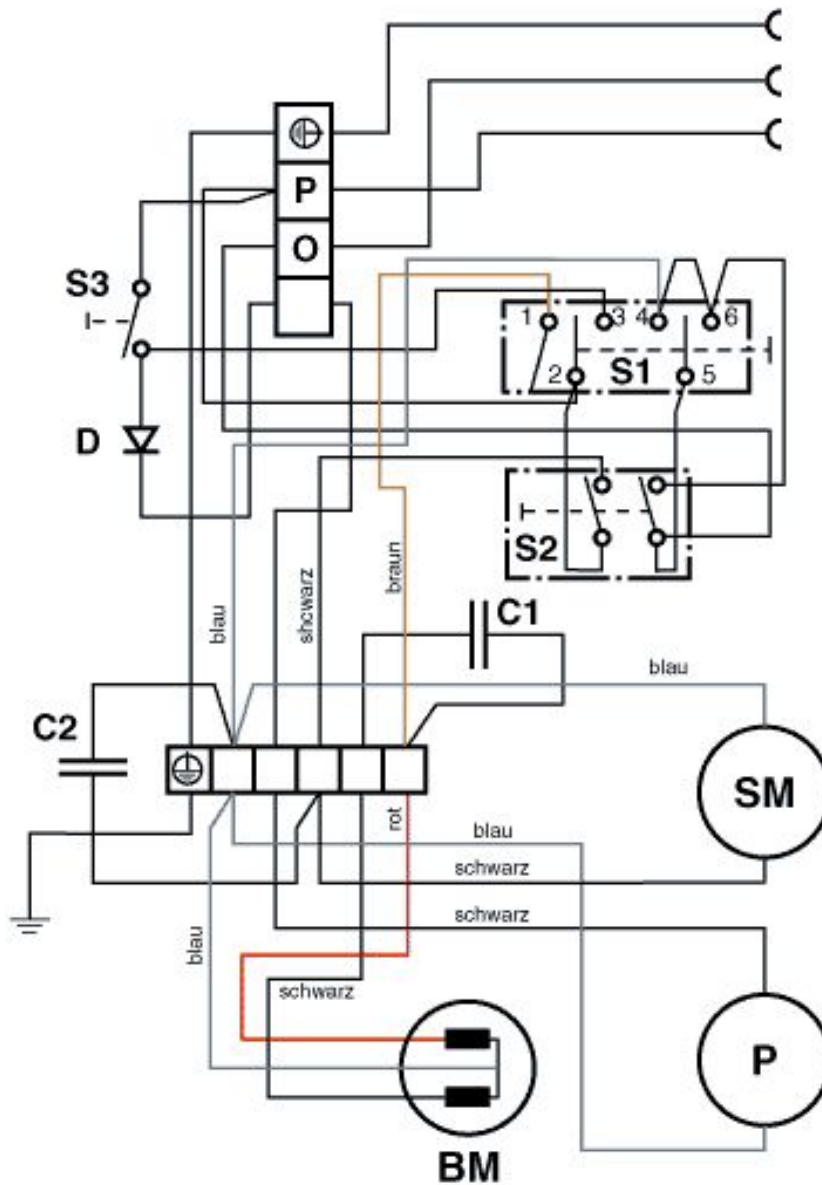 P
O
S3
1
3
4
6
2
S1
5
D
S2
blau
shcwarz
braun
C1
blau
C2
SM
rot
blau
schwarz
schwarz
blau
schwarz
P
BM